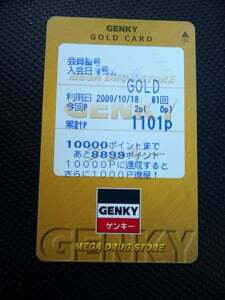 GENKY
GOLD CARD
会員番号
入会日
MEGA DRUG STORE
GOLD
利用日 2009/10/18 01回
今回P 2p( 0p)
累計P 1101p
10000ポイントまで
あと8899ポイント
10000Pに達成すると
さらに1000P進呈!
GENKY
ゲンキー
GENKY
MEGA DRUG STORE